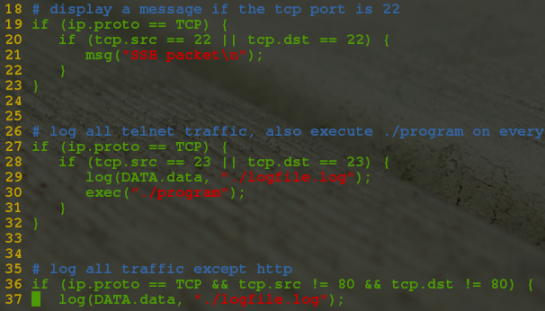 18 # display a message if the tcp port is 22
19 if (ip.proto == TCP) {
20    if (tcp.src == 22 || tcp.dst == 22) {
21       msg("SSH packet\n");
22    }
23 }
24
25
26 # log all telnet traffic, also execute ./program on every
27 if (ip.proto == TCP) {
28    if (tcp.src == 23 || tcp.dst == 23) {
29       log(DATA.data, "./logfile.log");
30       exec("./program");
31    }
32 }
33
34
35 # log all traffic except http
36 if (ip.proto == TCP && tcp.src != 80 && tcp.dst != 80) {
37    log(DATA.data, "./logfile.log");